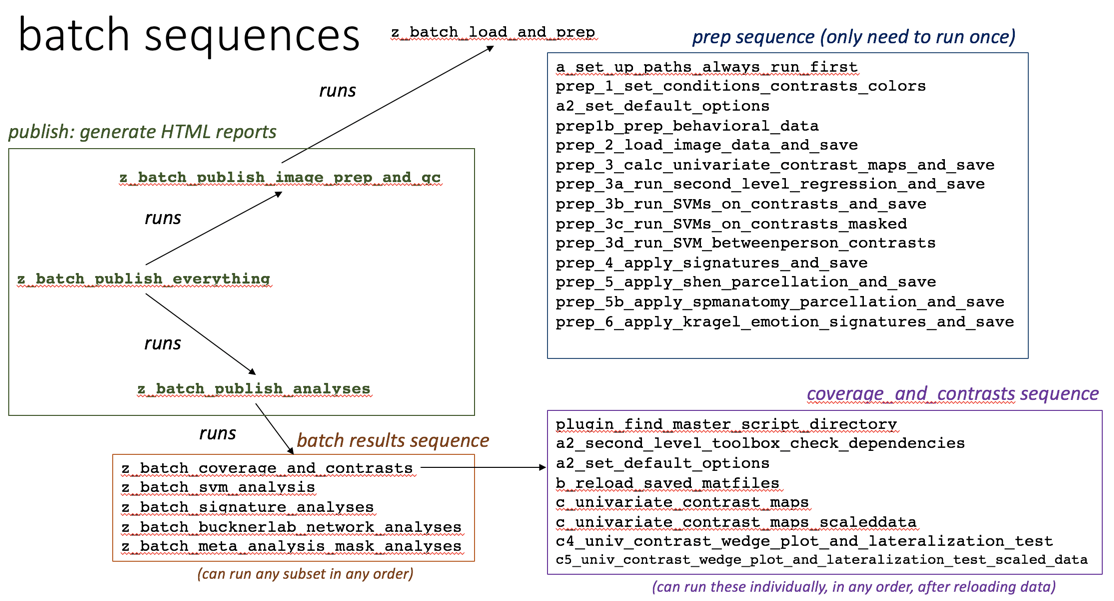 batch sequences
z_batch_load_and_prep
prep sequence (only need to run once)
a_set_up_paths_always_run_first
prep_1_set_conditions_contrasts_colors
a2_set_default_options
prep1b_prep_behavioral_data
prep_2_load_image_data_and_save
prep_3_calc_univariate_contrast_maps_and_save
prep_3a_run_second_level_regression_and_save
prep_3b_run_SVMs_on_contrasts_and_save
prep_3c_run_SVMs_on_contrasts_masked
prep_3d_run_SVM_betweenperson_contrasts
prep_4_apply_signatures_and_save
prep_5_apply_shen_parcellation_and_save
prep_5b_apply_spmanatomy_parcellation_and_save
prep_6_apply_kragel_emotion_signatures_and_save
runs
publish: generate HTML reports
z_batch_publish_image_prep_and_qc
runs
z_batch_publish_everything
runs
z_batch_publish_analyses
runs
batch results sequence
z_batch_coverage_and_contrasts
z_batch_svm_analysis
z_batch_signature_analyses
z_batch_bucknerlab_network_analyses
z_batch_meta_analysis_mask_analyses
(can run any subset in any order)
coverage_and_contrasts sequence
plugin_find_master_script_directory
a2_second_level_toolbox_check_dependencies
a2_set_default_options
b_reload_saved_matfiles
c_univariate_contrast_maps
c_univariate_contrast_maps_scaleddata
c4_univ_contrast_wedge_plot_and_lateralization_test
c5_univ_contrast_wedge_plot_and_lateralization_test_scaled_data
(can run these individually, in any order, after reloading data)